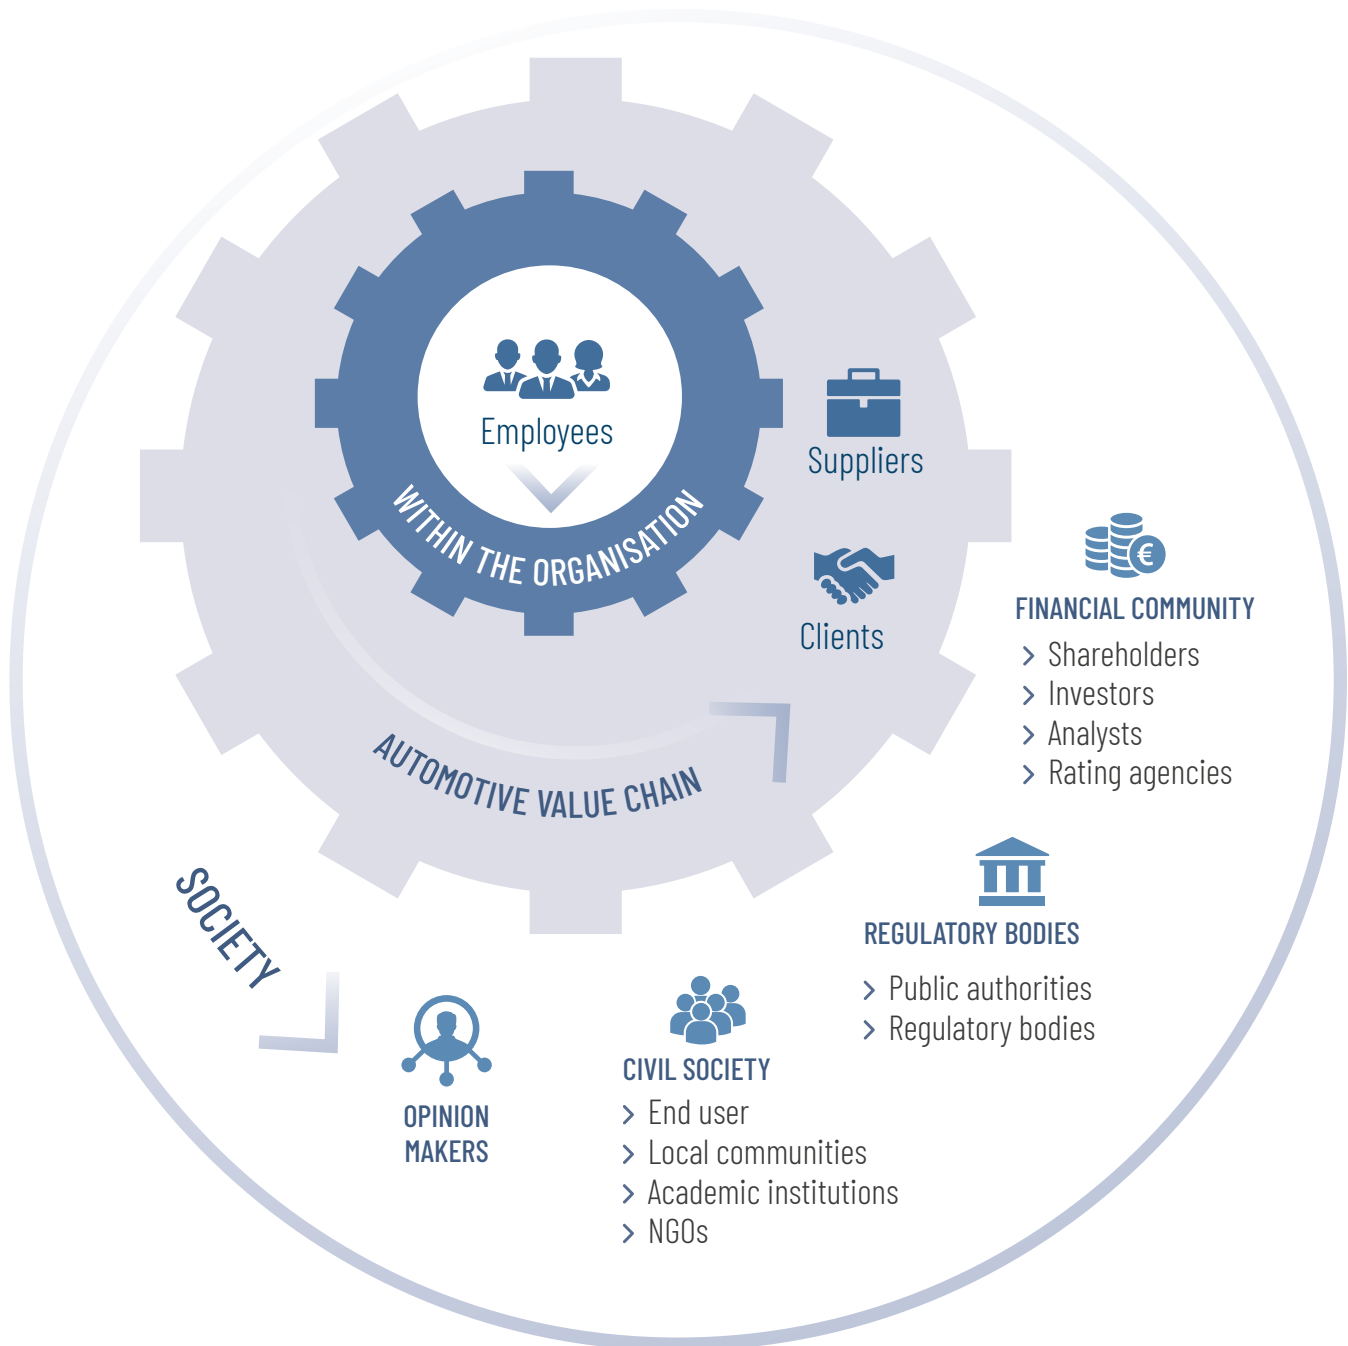 Employees
WITHIN THE ORGANISATION
Suppliers
Clients
AUTOMOTIVE VALUE CHAIN
€
FINANCIAL COMMUNITY
Shareholders
Investors
Analysts
Rating agencies
SOCIETY
REGULATORY BODIES
Public authorities
Regulatory bodies
OPINION
MAKERS
CIVIL SOCIETY
End user
Local communities
Academic institutions
NGOs